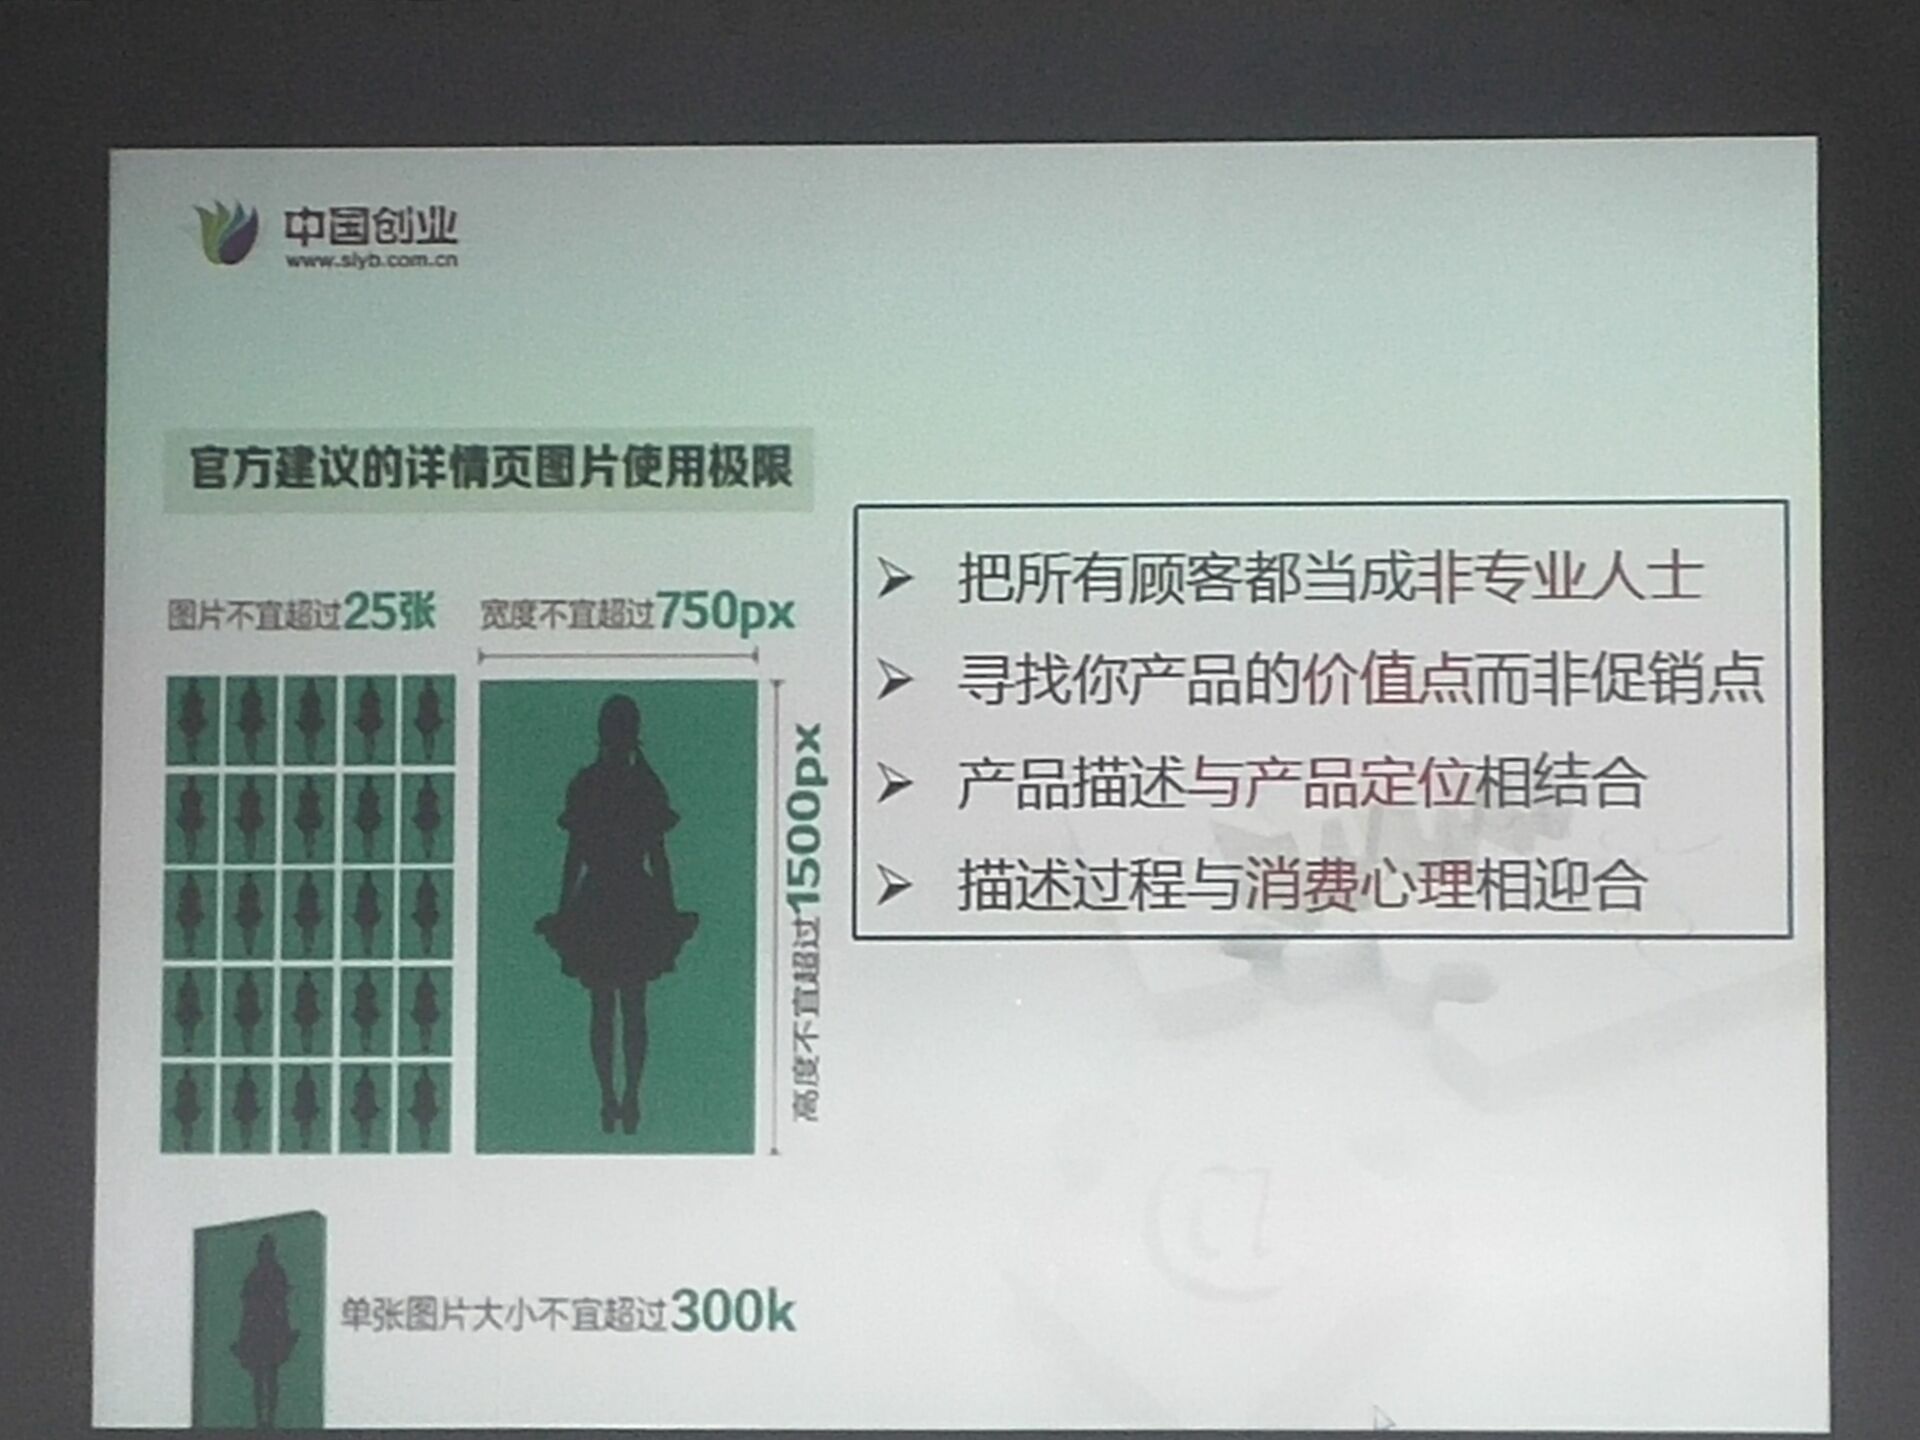 中国创业
www.siyb.com.cn
官方建议的详情页图片使用极限
图片不宜超过25张
宽度不宜超过750px
高度不宜超过1500px
单张图片大小不宜超过300k
把所有顾客都当成非专业人士
寻找你产品的价值点而非促销点
产品描述与产品定位相结合
描述过程与消费心理相迎合